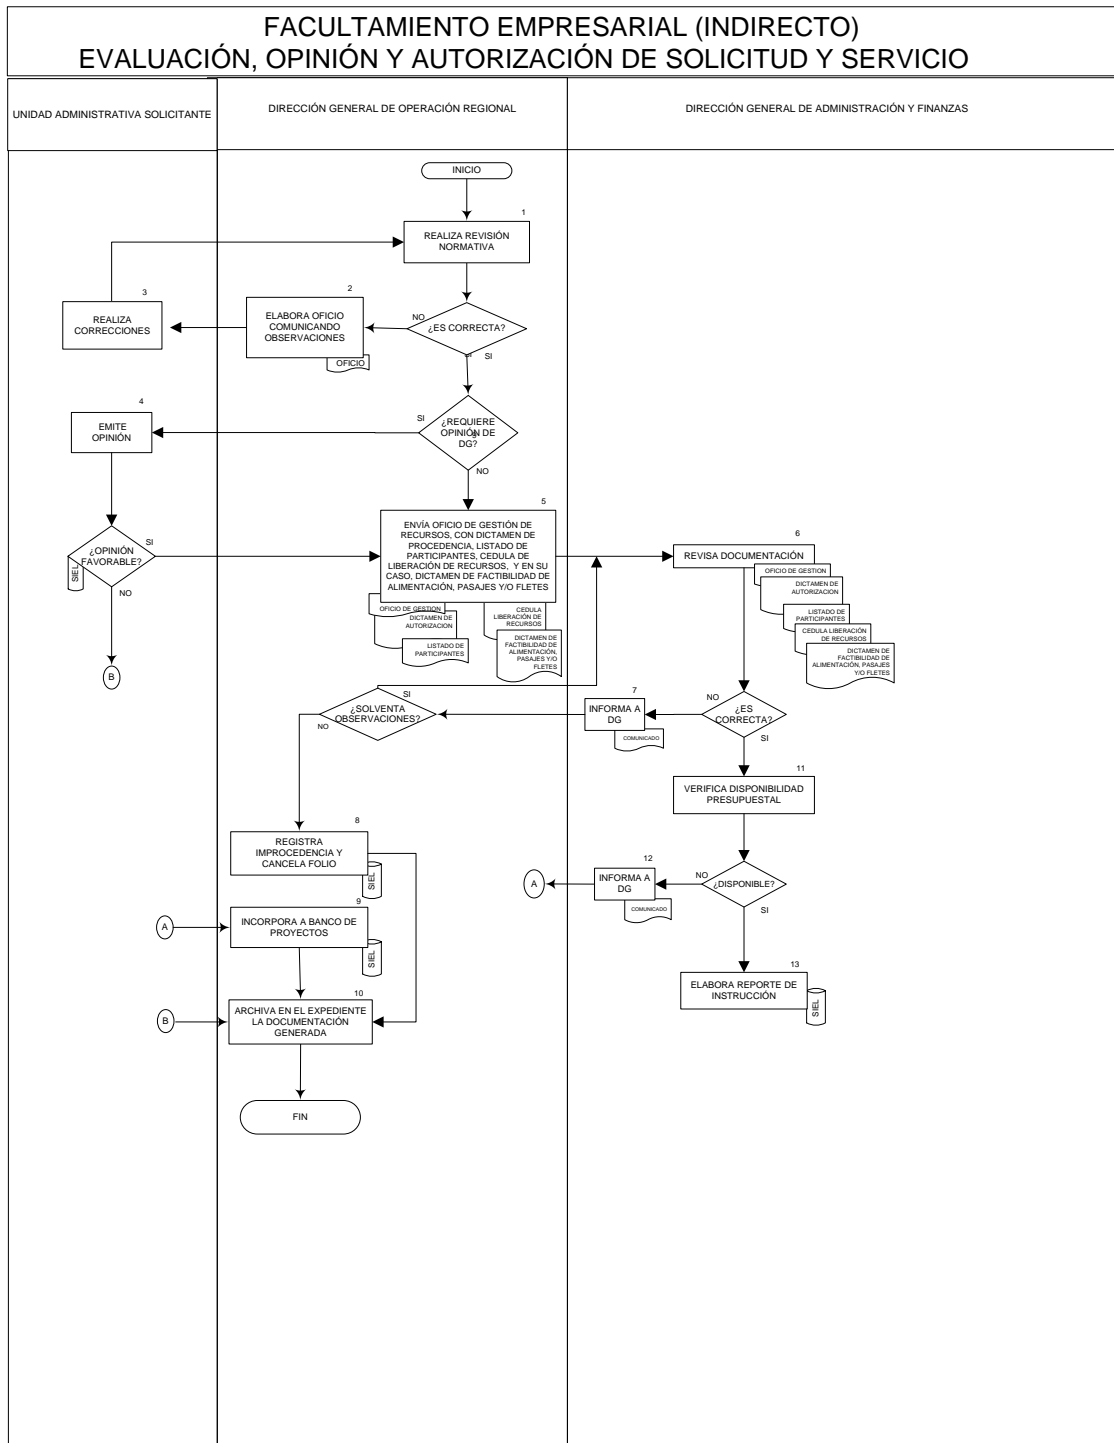 FACULTAMIENTO EMPRESARIAL (INDIRECTO)
EVALUACIÓN, OPINIÓN Y AUTORIZACIÓN DE SOLICITUD Y SERVICIO
UNIDAD ADMINISTRATIVA SOLICITANTE
DIRECCIÓN GENERAL DE OPERACIÓN REGIONAL
DIRECCIÓN GENERAL DE ADMINISTRACIÓN Y FINANZAS
INICIO
1
REALIZA REVISIÓN
NORMATIVA
3
REALIZA
CORRECCIONES
2
ELABORA OFICIO
COMUNICANDO
OBSERVACIONES
OFICIO
NO
¿ES CORRECTA?
SI
4
EMITE
OPINIÓN
SI
¿REQUIERE
OPINIÓN DE
DG?
NO
¿OPINIÓN
FAVORABLE?
SI
SIEL
NO
B
5
ENVÍA OFICIO DE GESTIÓN DE
RECURSOS, CON DICTAMEN DE
PROCEDENCIA, LISTADO DE
PARTICIPANTES, CEDULA DE
LIBERACIÓN DE RECURSOS, Y EN SU
CASO, DICTAMEN DE FACTIBILIDAD DE
ALIMENTACIÓN, PASAJES Y/O FLETES
OFICIO DE GESTION
DICTAMEN DE
AUTORIZACION
LISTADO DE
PARTICIPANTES
CEDULA
LIBERACIÓN DE
RECURSOS
DICTAMEN DE
FACTIBILIDAD DE
ALIMENTACIÓN,
PASAJES Y/O
FLETES
6
REVISA DOCUMENTACIÓN
OFICIO DE GESTION
DICTAMEN DE
AUTORIZACION
LISTADO DE
PARTICIPANTES
CEDULA LIBERACIÓN
DE RECURSOS
DICTAMEN DE
FACTIBILIDAD DE
ALIMENTACIÓN, PASAJES
Y/O FLETES
SI
¿SOLVENTA
OBSERVACIONES?
NO
7
INFORMA A
DG
COMUNICADO
NO
¿ES
CORRECTA?
SI
11
VERIFICA DISPONIBILIDAD
PRESUPUESTAL
8
REGISTRA
IMPROCEDENCIA Y
CANCELA FOLIO
SIEL
A
12
INFORMA A
DG
COMUNICADO
NO
¿DISPONIBLE?
SI
9
A
INCORPORA A BANCO DE
PROYECTOS
SIEL
13
ELABORA REPORTE DE
INSTRUCCIÓN
SIEL
10
B
ARCHIVA EN EL EXPEDIENTE
LA DOCUMENTACIÓN
GENERADA
FIN